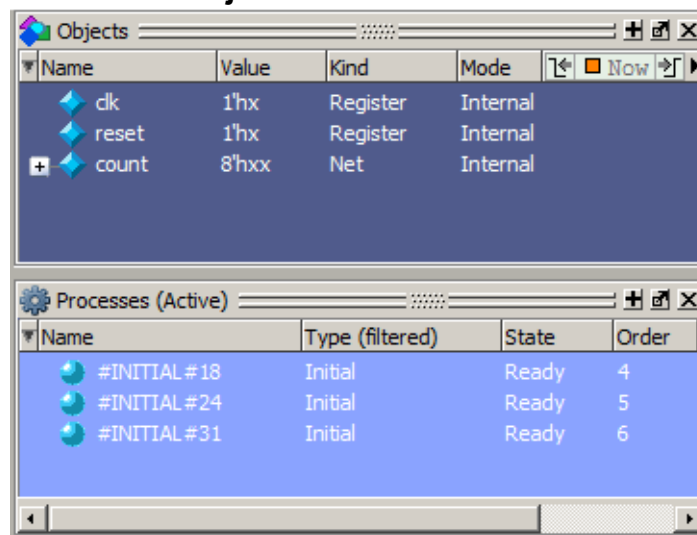 Objects
Name Value Kind Mode Now
clk 1'hx Register Internal
reset 1'hx Register Internal
count 8'hxx Net Internal
Processes (Active)
Name Type (filtered) State Order
#INITIAL#18 Initial Ready 4
#INITIAL#24 Initial Ready 5
#INITIAL#31 Initial Ready 6